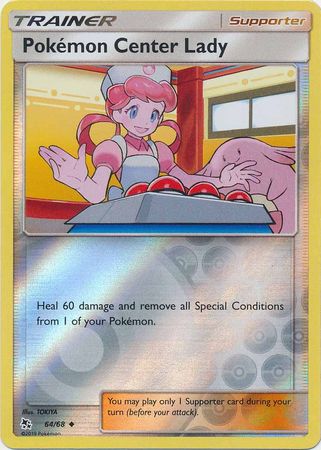 TRAINER
Supporter
Pokémon Center Lady
Heal 60 damage and remove all Special Conditions
from 1 of your Pokémon.
Illus. TOKIYA
64/68
©2019 Pokémon
You may play only 1 Supporter card during your
turn (before your attack).